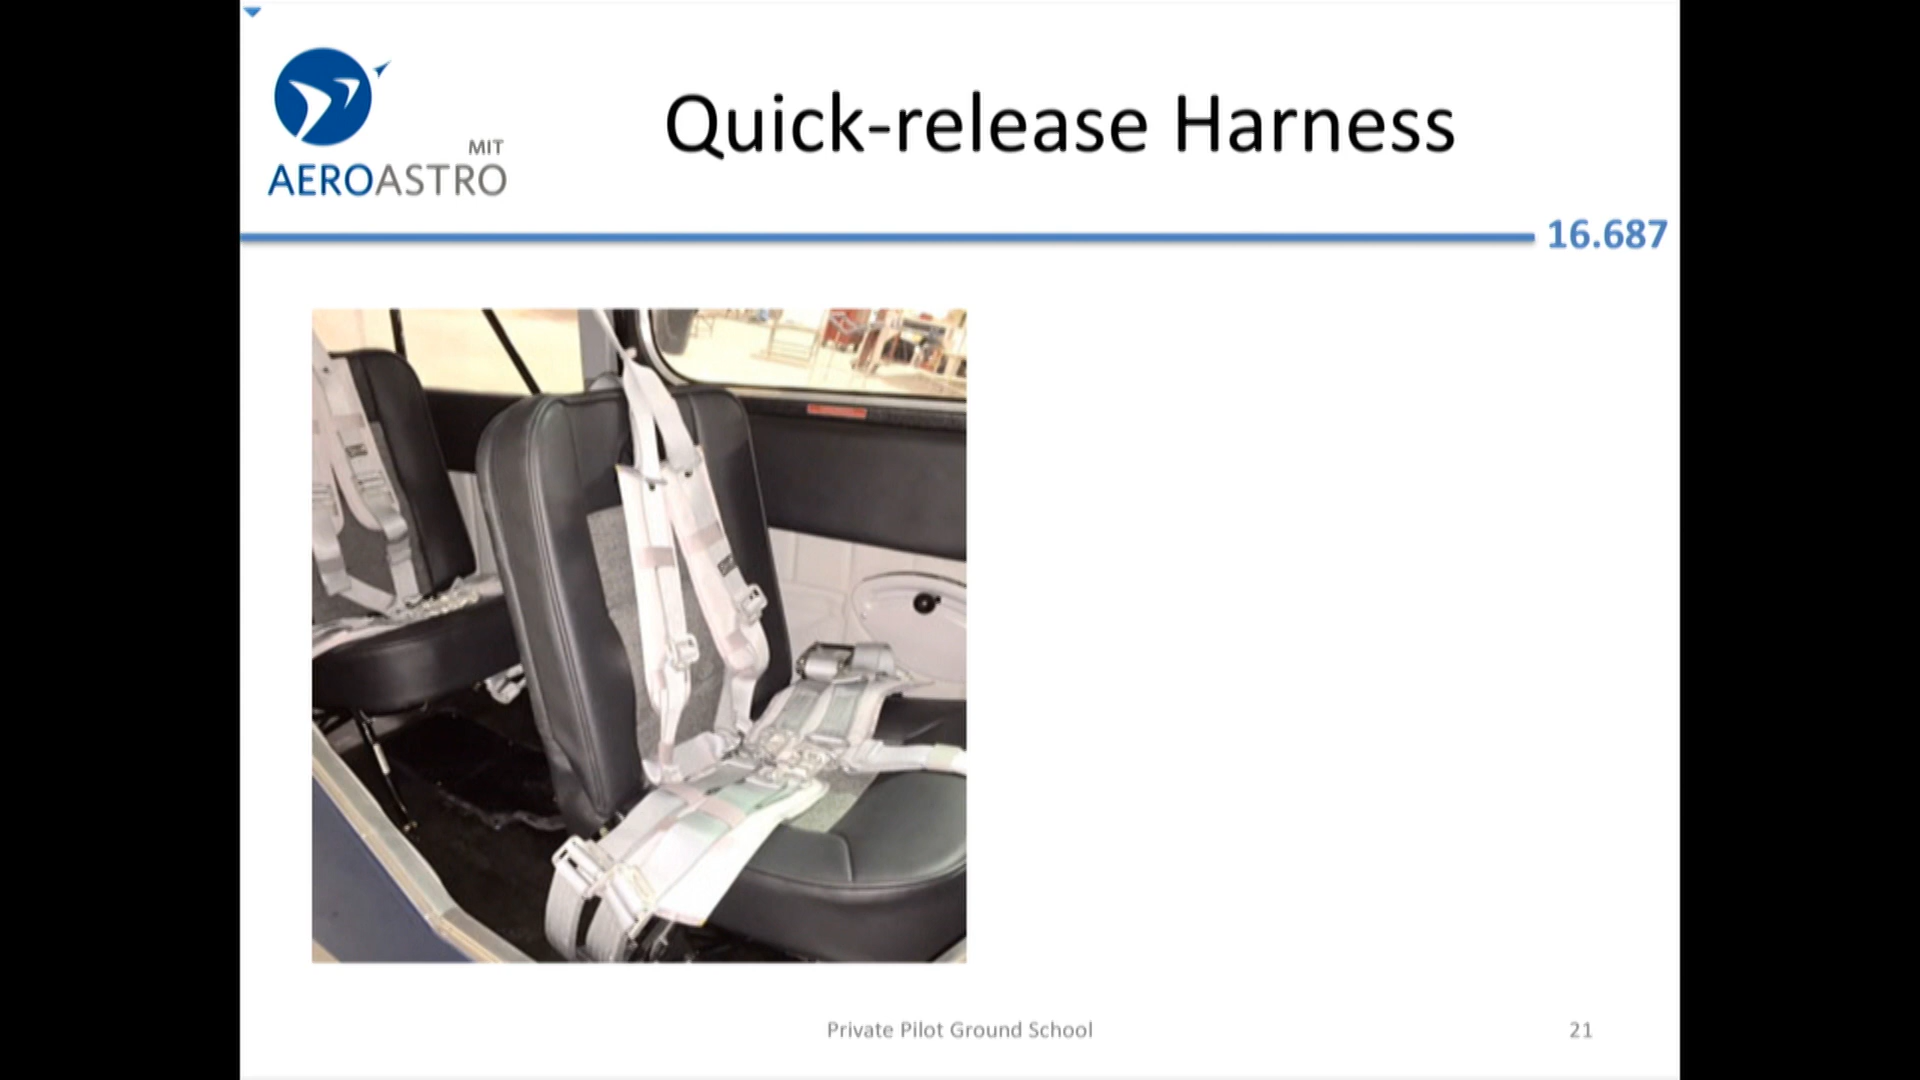 Quick-release Harness
MIT
AEROASTRO
16.687
Private Pilot Ground School
21